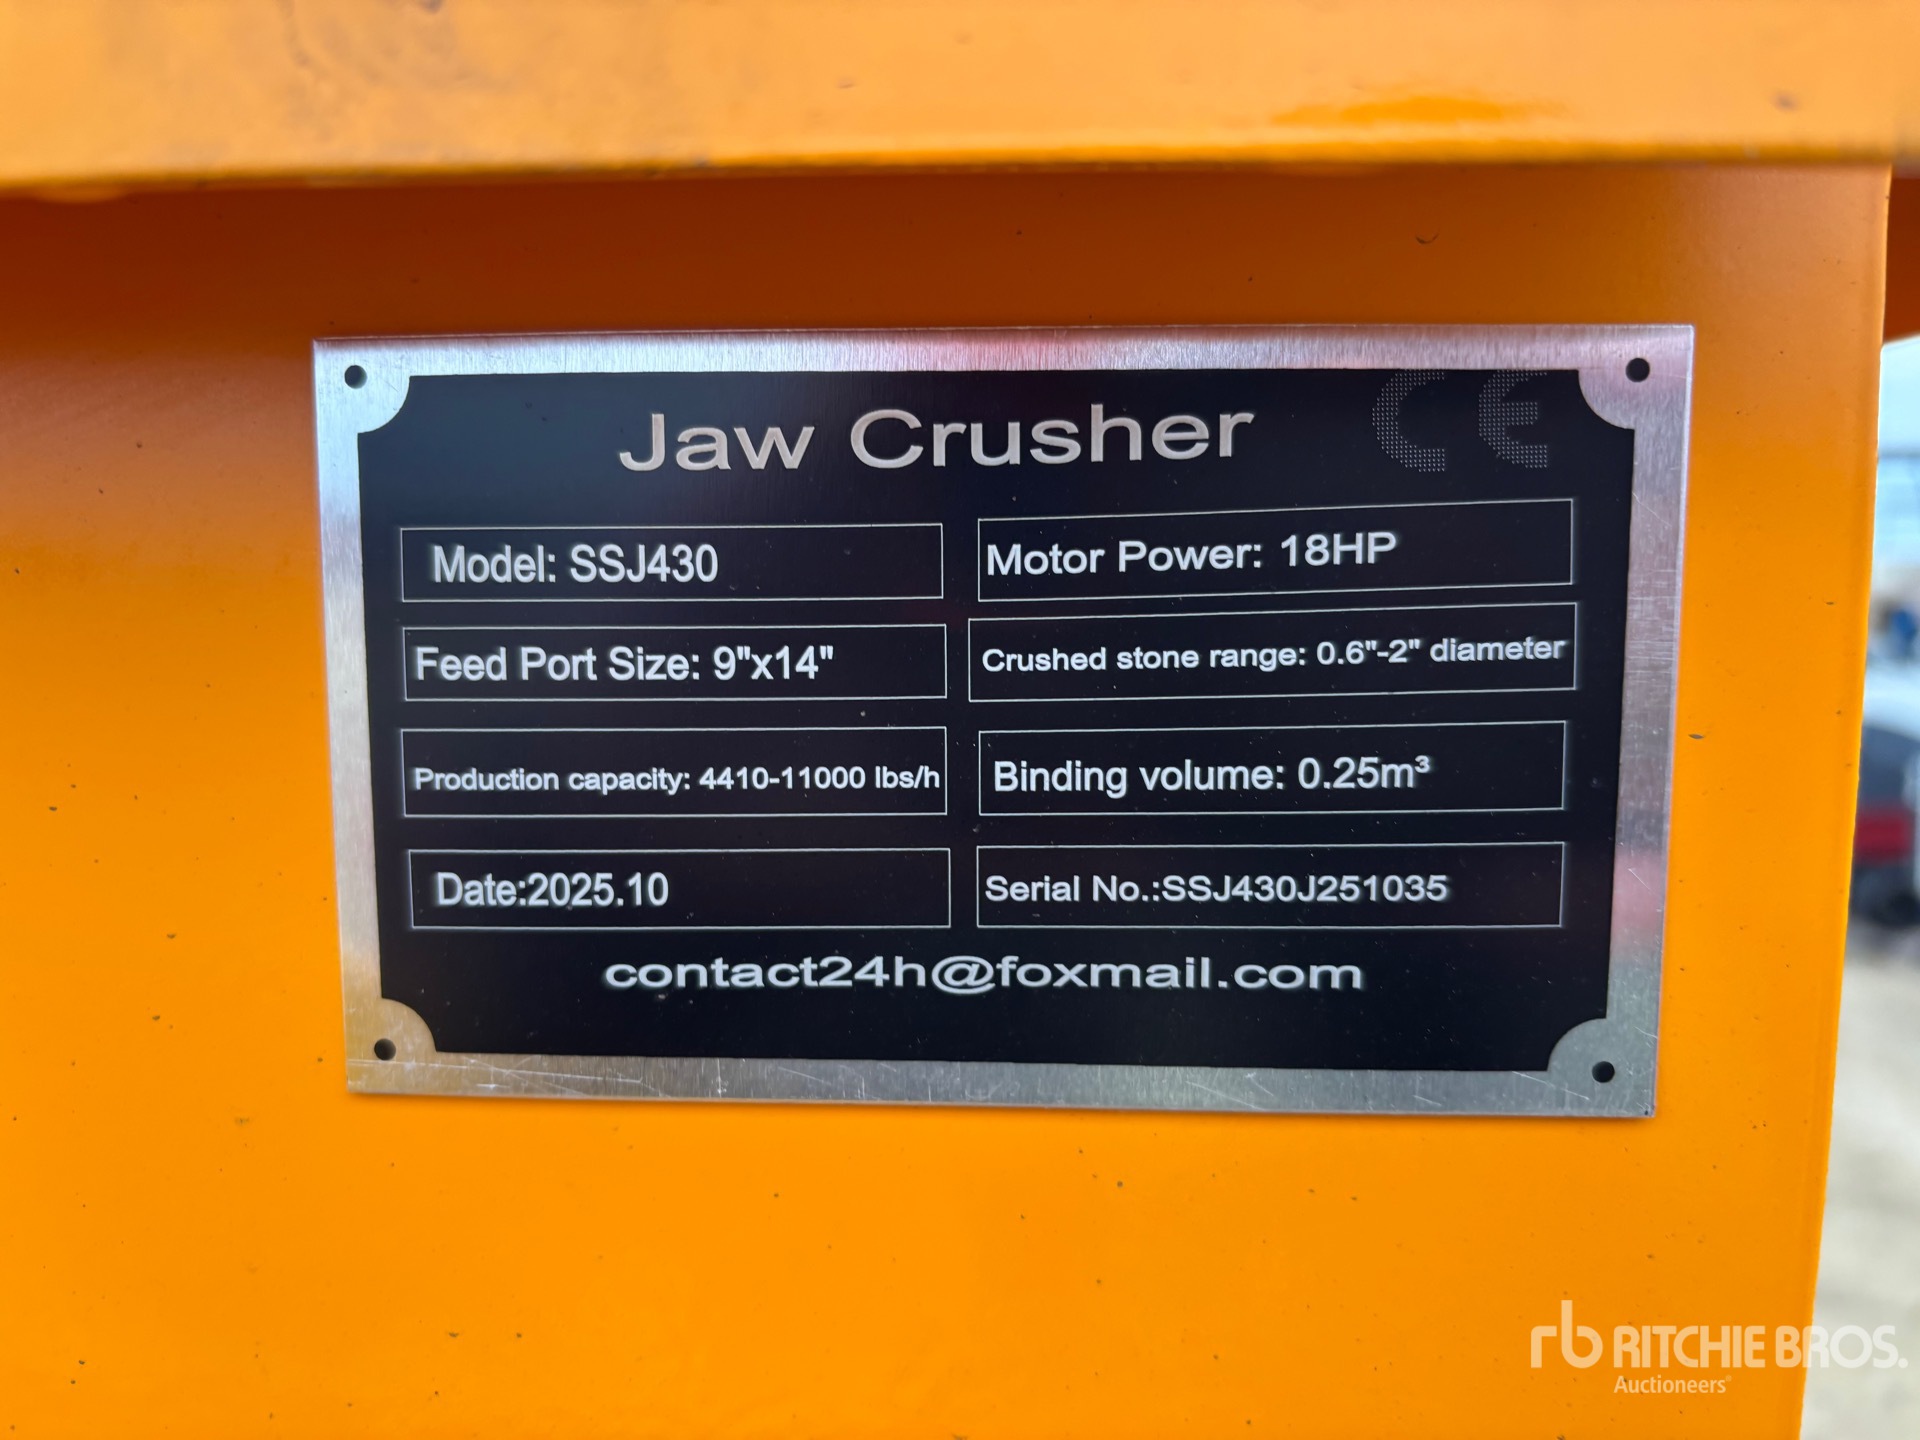 Jaw Crusher CE
Model: SSJ430
Motor Power: 18HP
Feed Port Size: 9"x14"
Crushed stone range: 0.6"-2" diameter
Production capacity: 4410-11000 lbs/h
Binding volume: 0.25m³
Date:2025.10
Serial No.:SSJ430J251035
contact24h@foxmail.com
rb RITCHIE BROS.
Auctioneers®